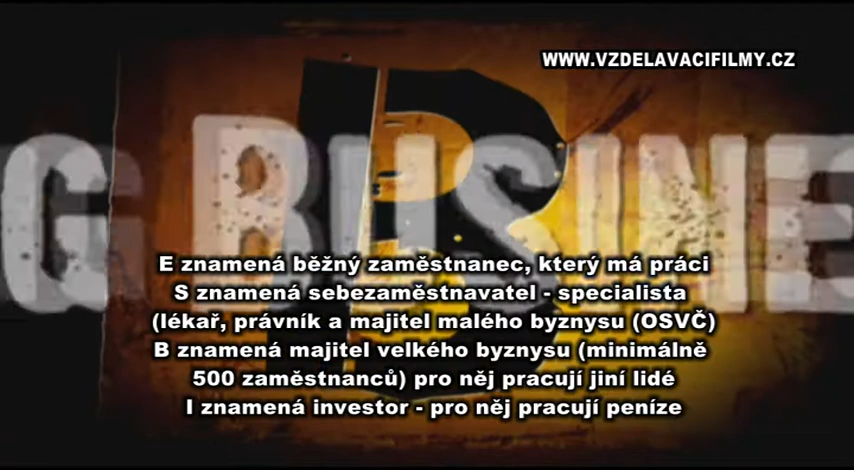 WWW.VZDELAVACIFILMY.CZ
G BUSINE
B
E znamená běžný zaměstnanec, který má práci
S znamená sebezaměstnavatel - specialista
(lékař, právník a majitel malého byznysu (OSVČ)
B znamená majitel velkého byznysu (minimálně
500 zaměstnanců) pro něj pracují jiní lidé
I znamená investor - pro něj pracují peníze